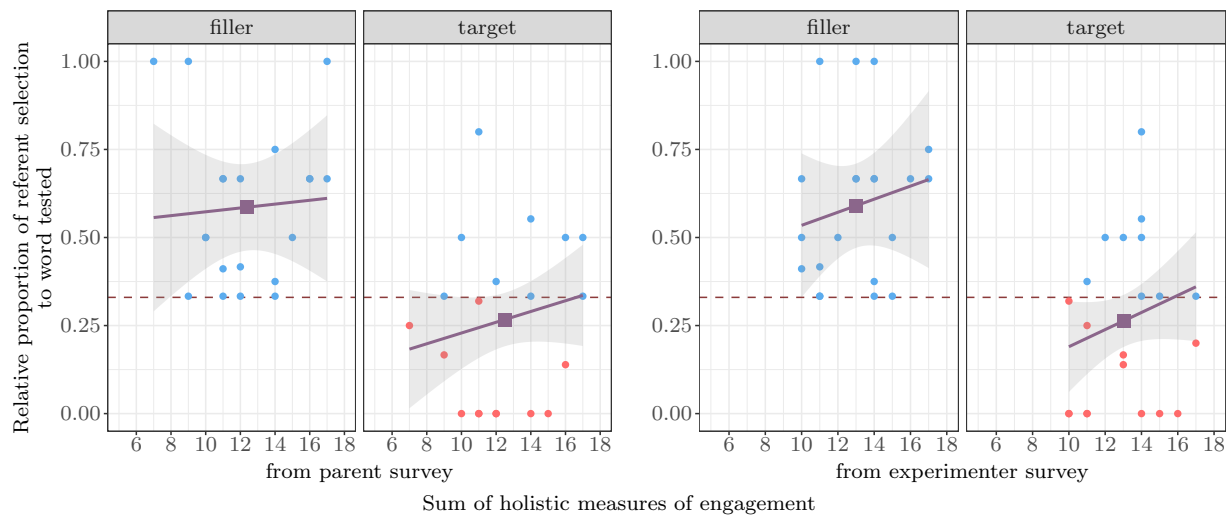 filler
target
filler
target
Relative proportion of referent selection
to word tested
1.00
0.75
0.50
0.25
0.00
6 8 10 12 14 16 18
6 8 10 12 14 16 18
from parent survey
1.00
0.75
0.50
0.25
0.00
6 8 10 12 14 16 18
6 8 10 12 14 16 18
from experimenter survey
Sum of holistic measures of engagement